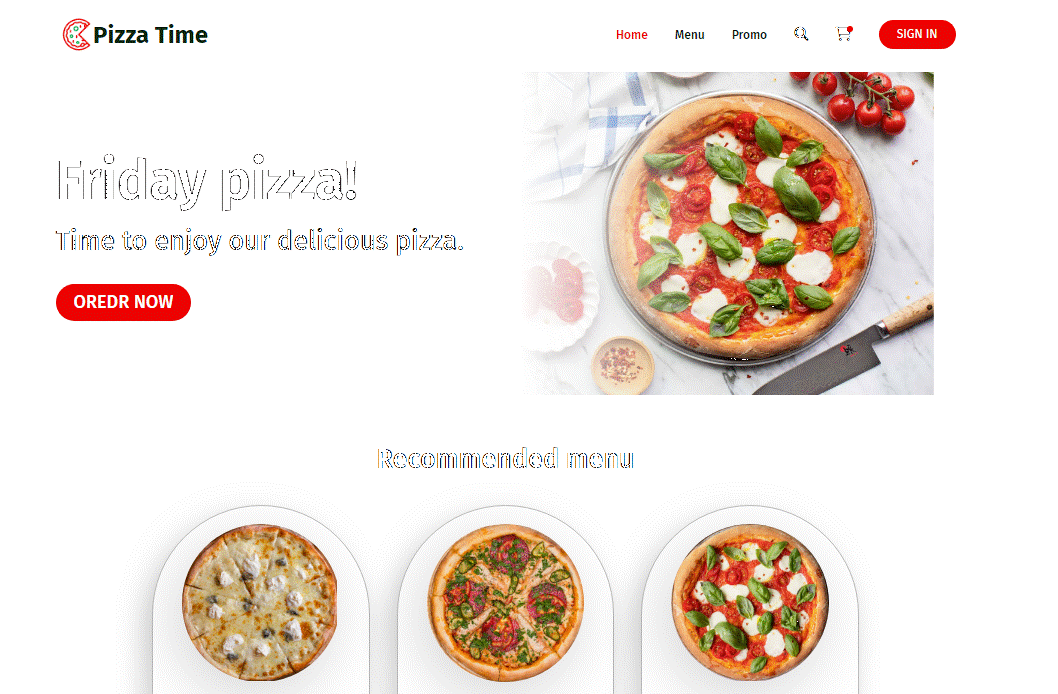 Pizza Time
Home Menu Promo SIGN IN
Friday pizza!
Time to enjoy our delicious pizza.
OREDR NOW
Recommended menu